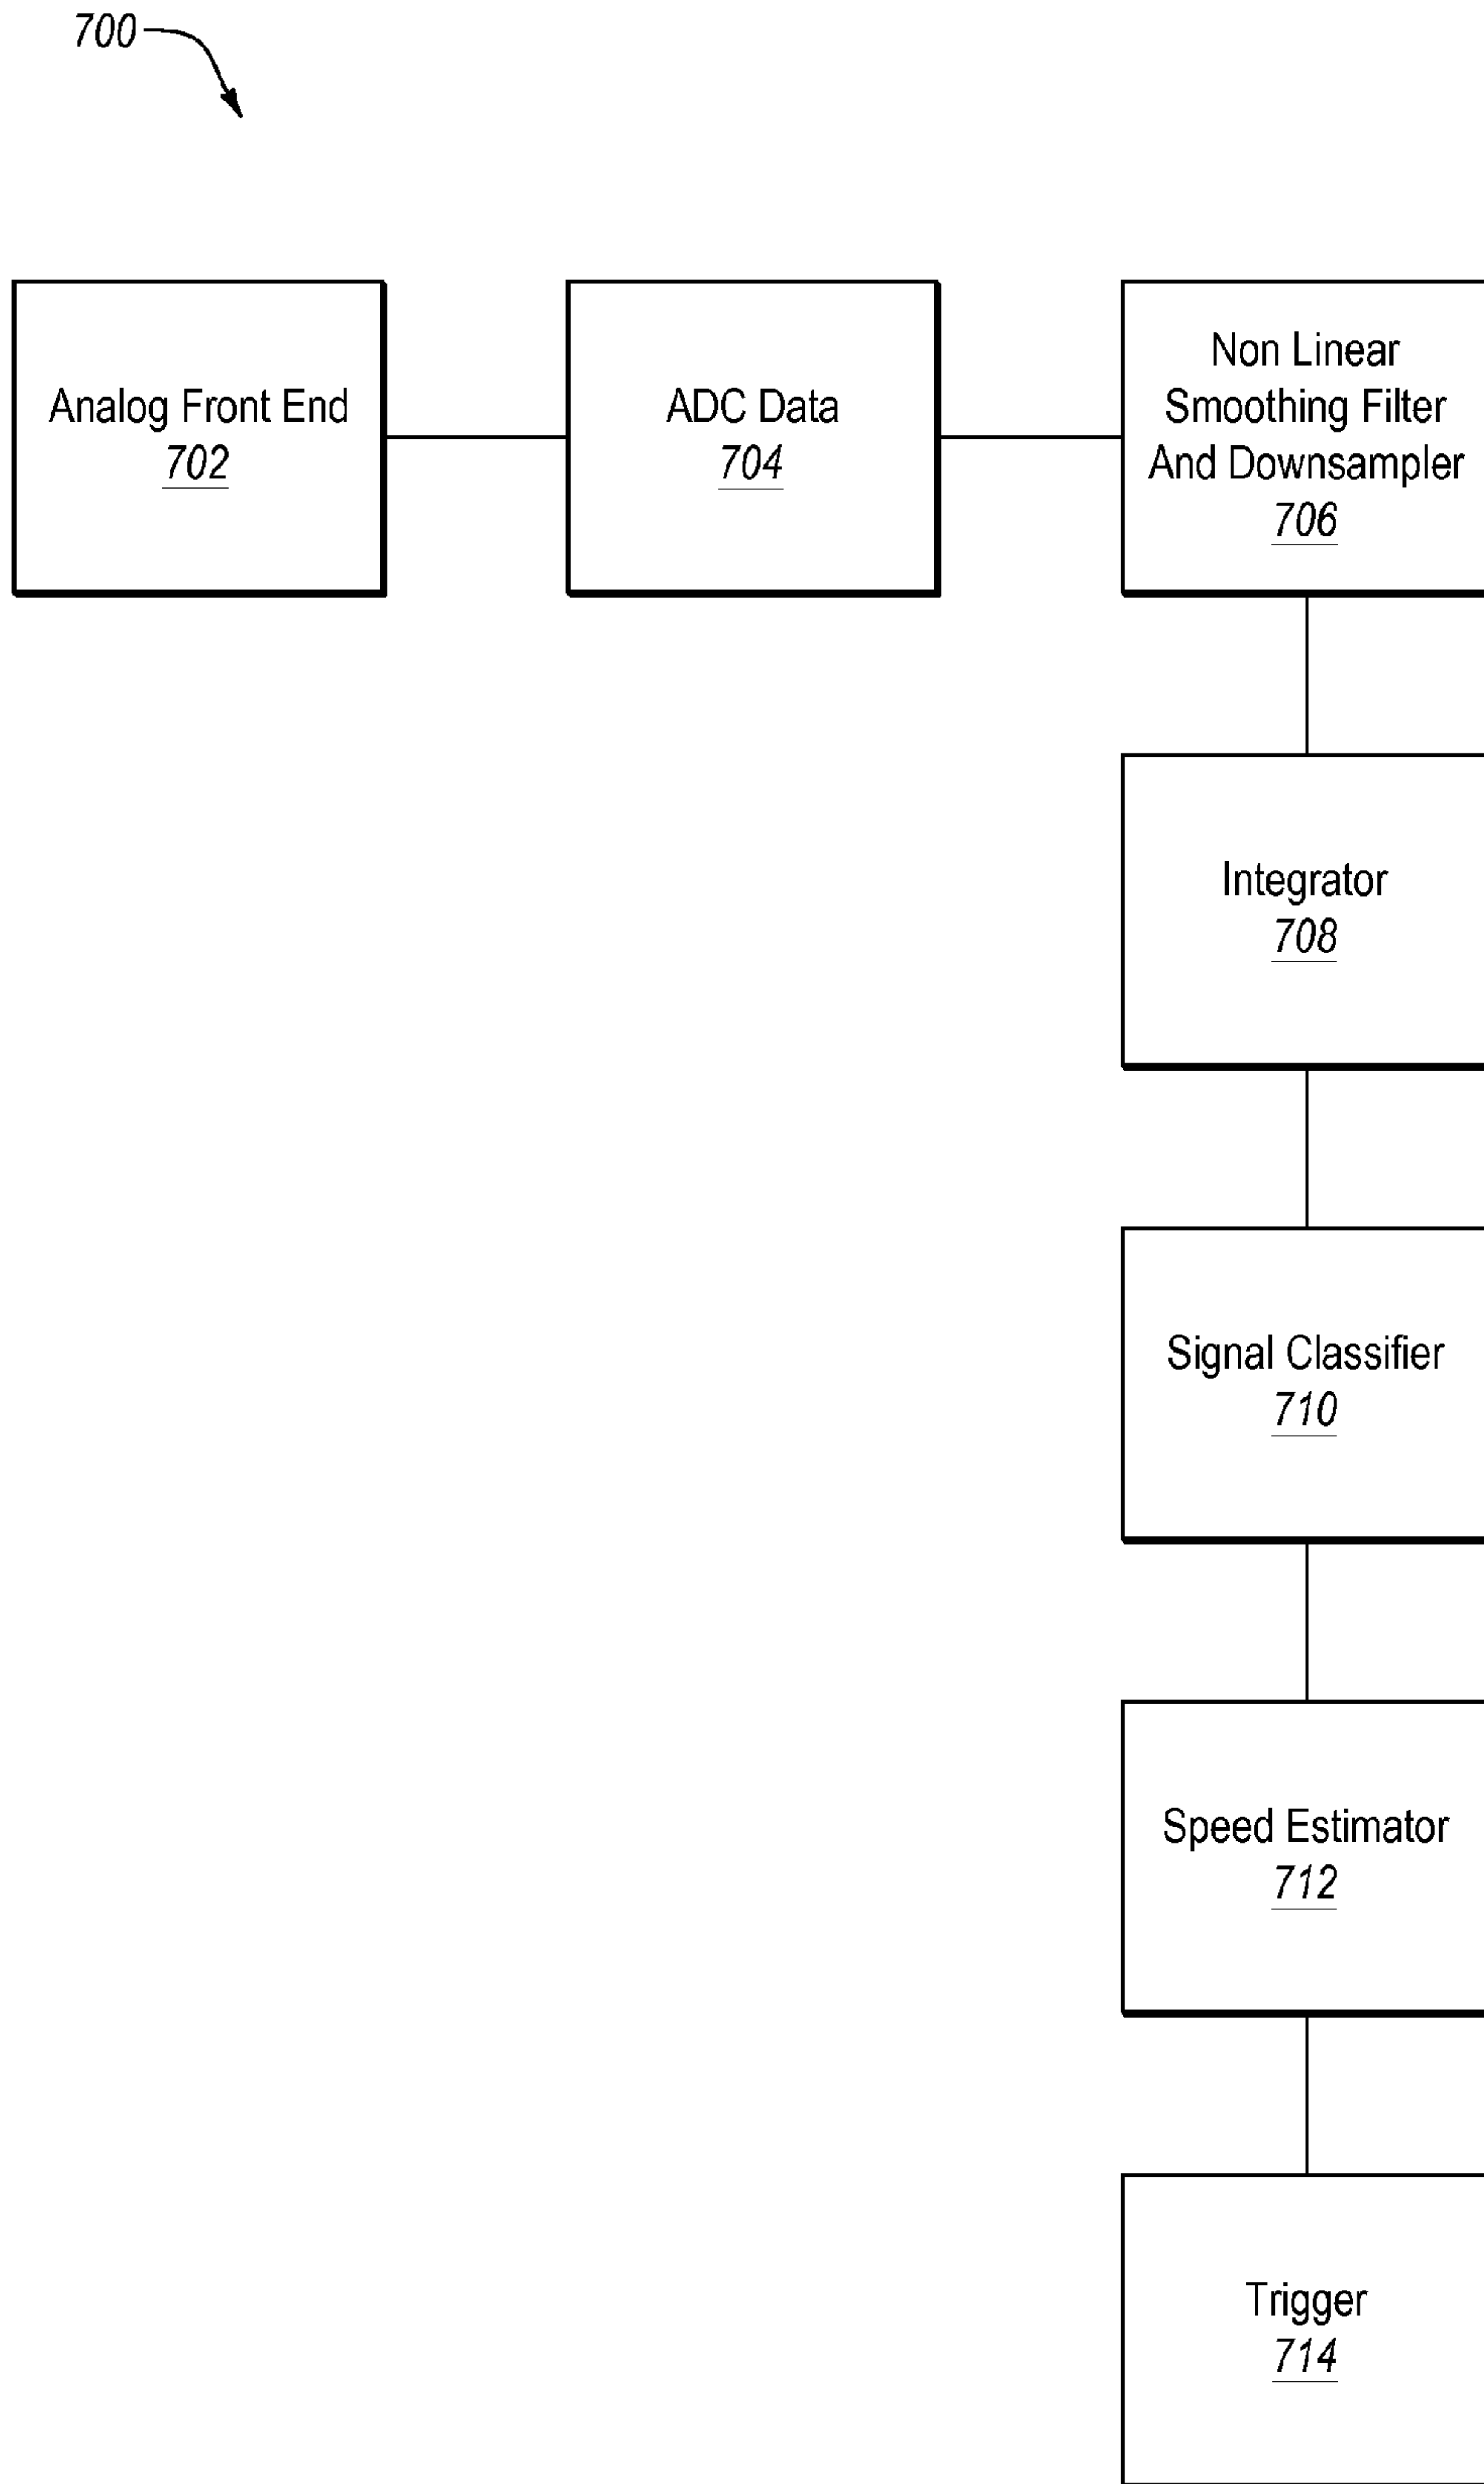 700
Analog Front End
702
ADC Data
704
Non Linear
Smoothing Filter
And Downsampler
706
Integrator
708
Signal Classifier
710
Speed Estimator
712
Trigger
714